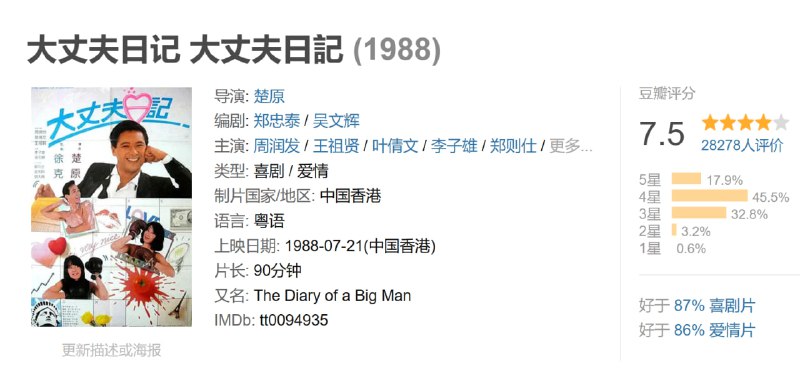 大丈夫日记 大丈夫日記 (1988)
大丈夫日記
楚原
徐克
LOVE
very nice
更新描述或海报
导演: 楚原
编剧: 郑忠泰 / 吴文辉
主演: 周润发 / 王祖贤 / 叶倩文 / 李子雄 / 郑则仕 / 更多...
类型: 喜剧 / 爱情
制片国家/地区: 中国香港
语言: 粤语
上映日期: 1988-07-21(中国香港)
片长: 90分钟
又名: The Diary of a Big Man
IMDb: tt0094935
豆瓣评分
7.5
28278人评价
5星 17.9%
4星 45.5%
3星 32.8%
2星 3.2%
1星 0.6%
好于 87% 喜剧片
好于 86% 爱情片